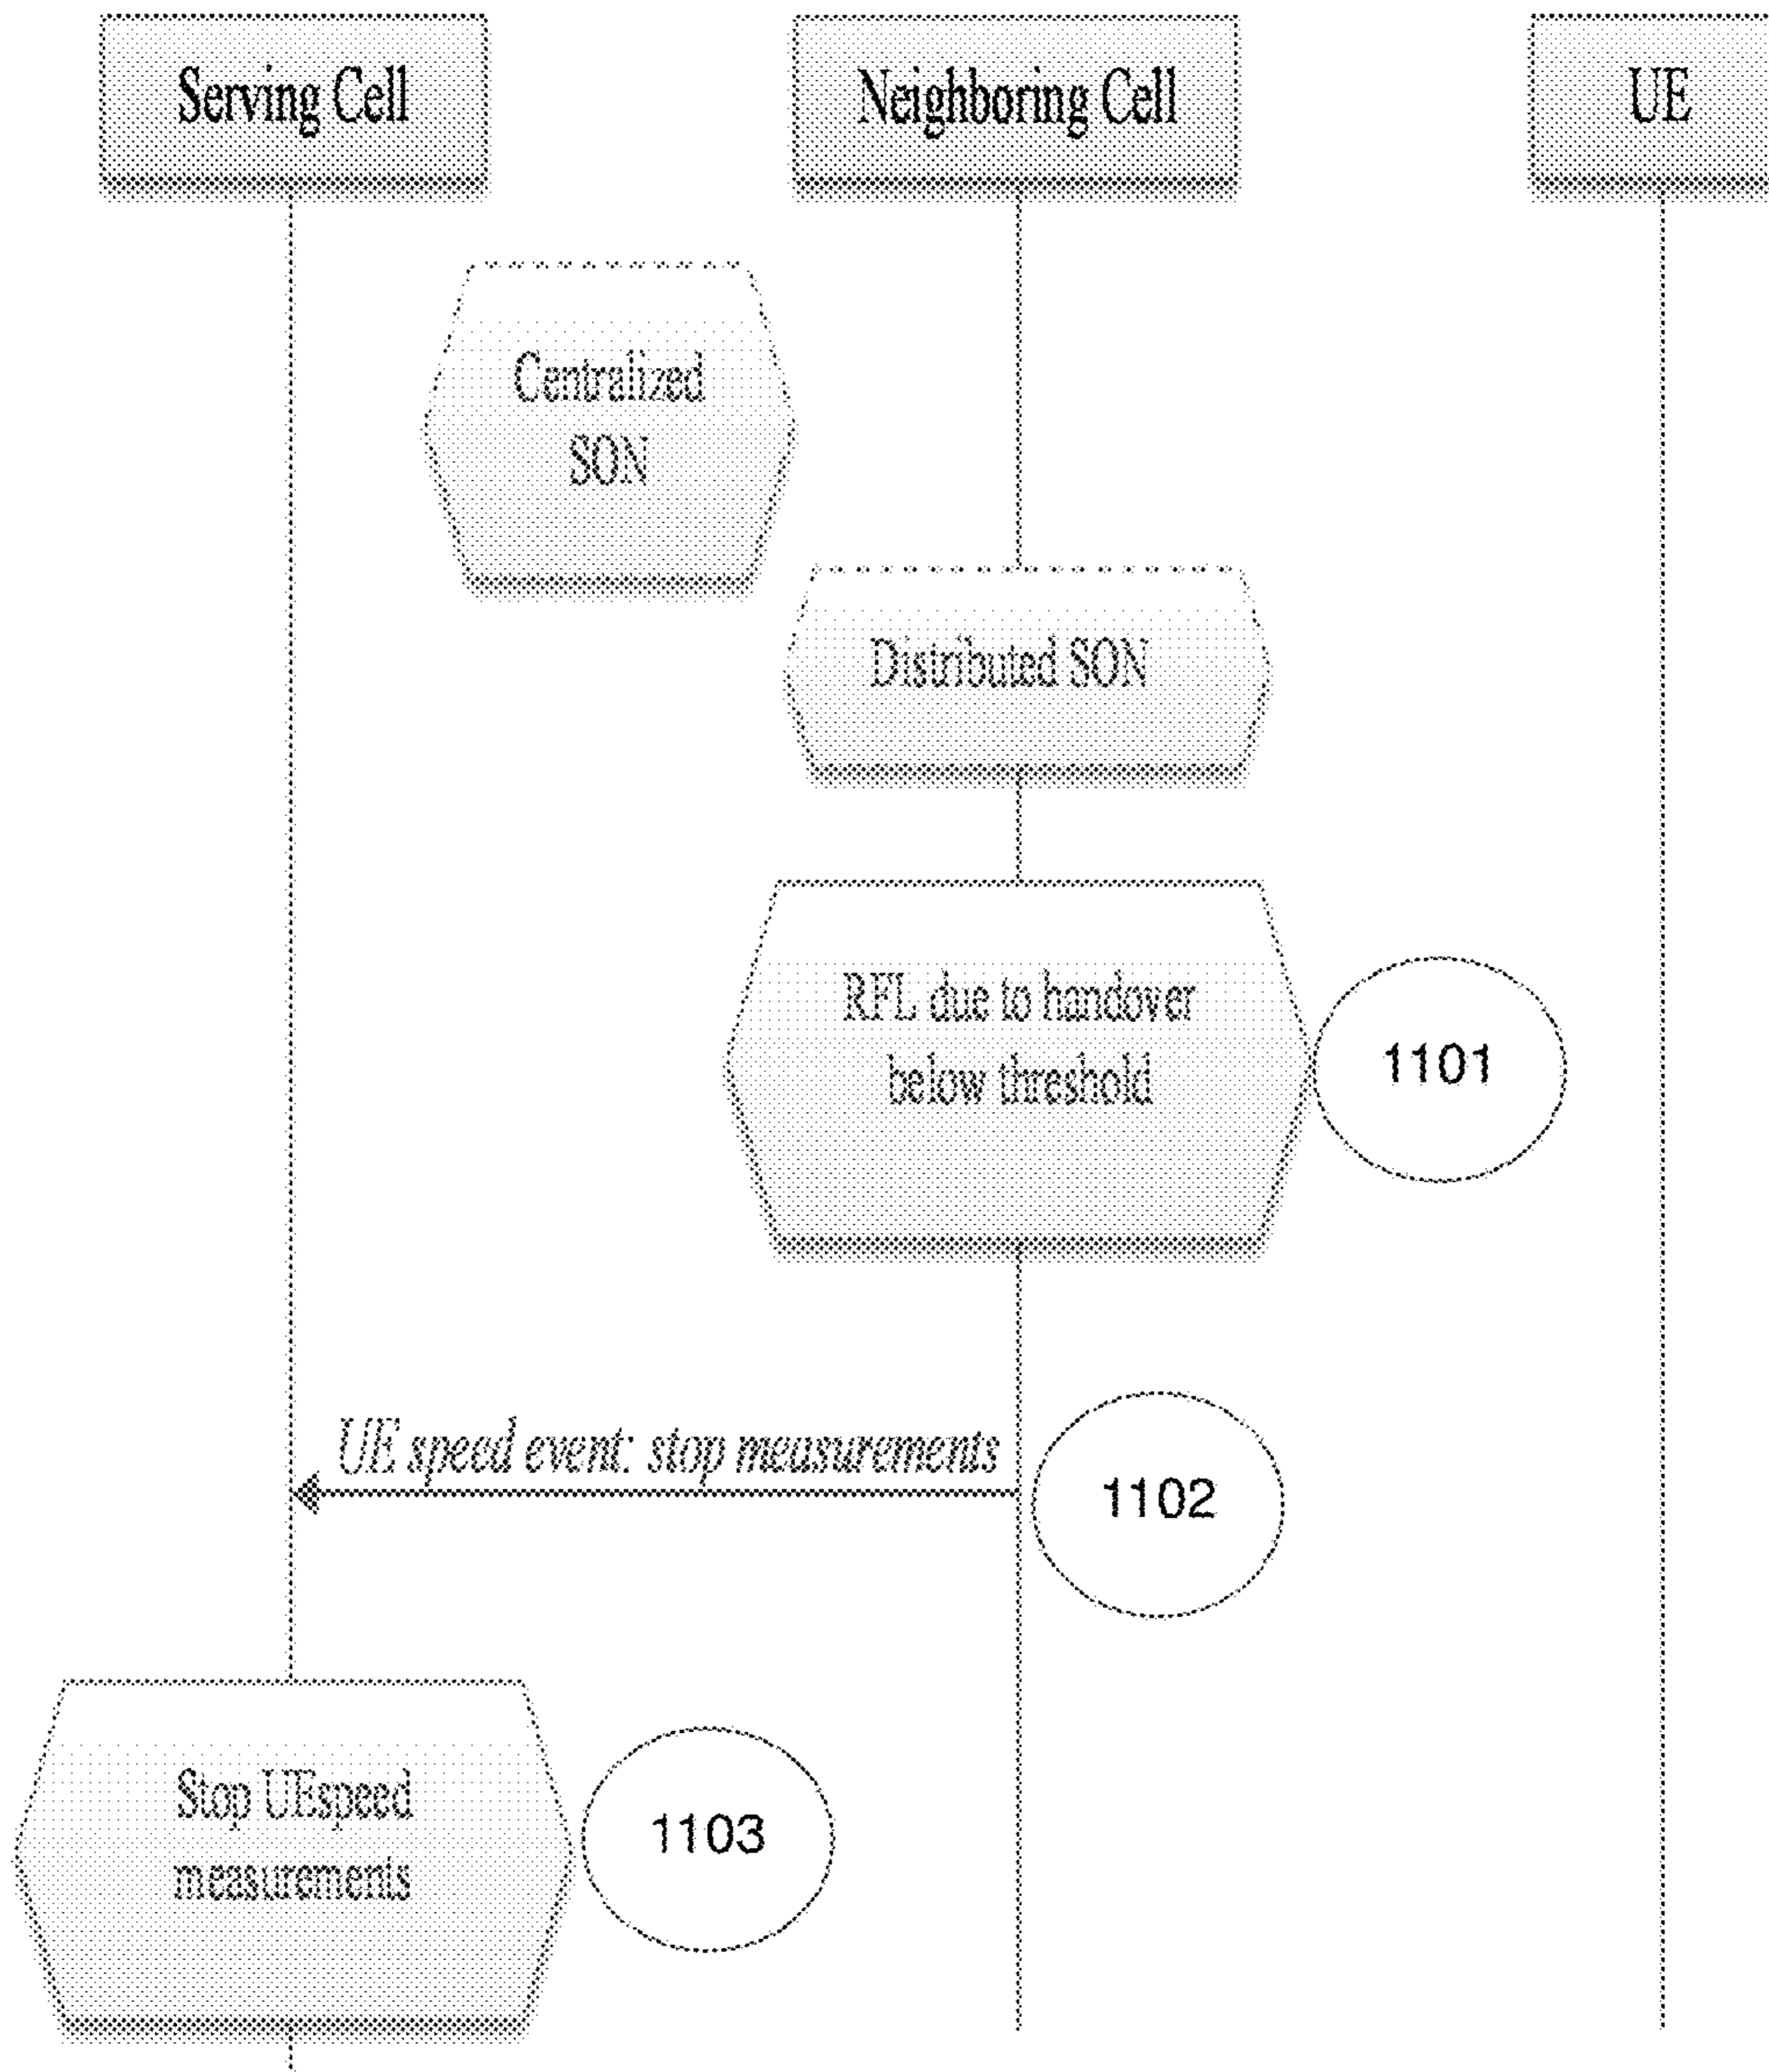 Serving Cell
Neighboring Cell
UE
Centralized
SON
Distributed SON
RFL due to handover
below threshold
1101
UE speed event: stop measurements
1102
Stop UEspeed
measurements
1103